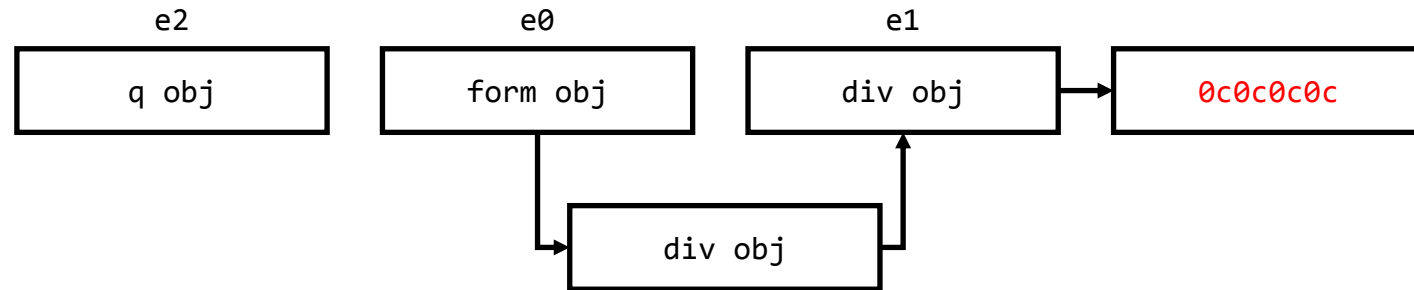 e2 e0 e1
q obj form obj div obj 0c0c0c0c
div obj